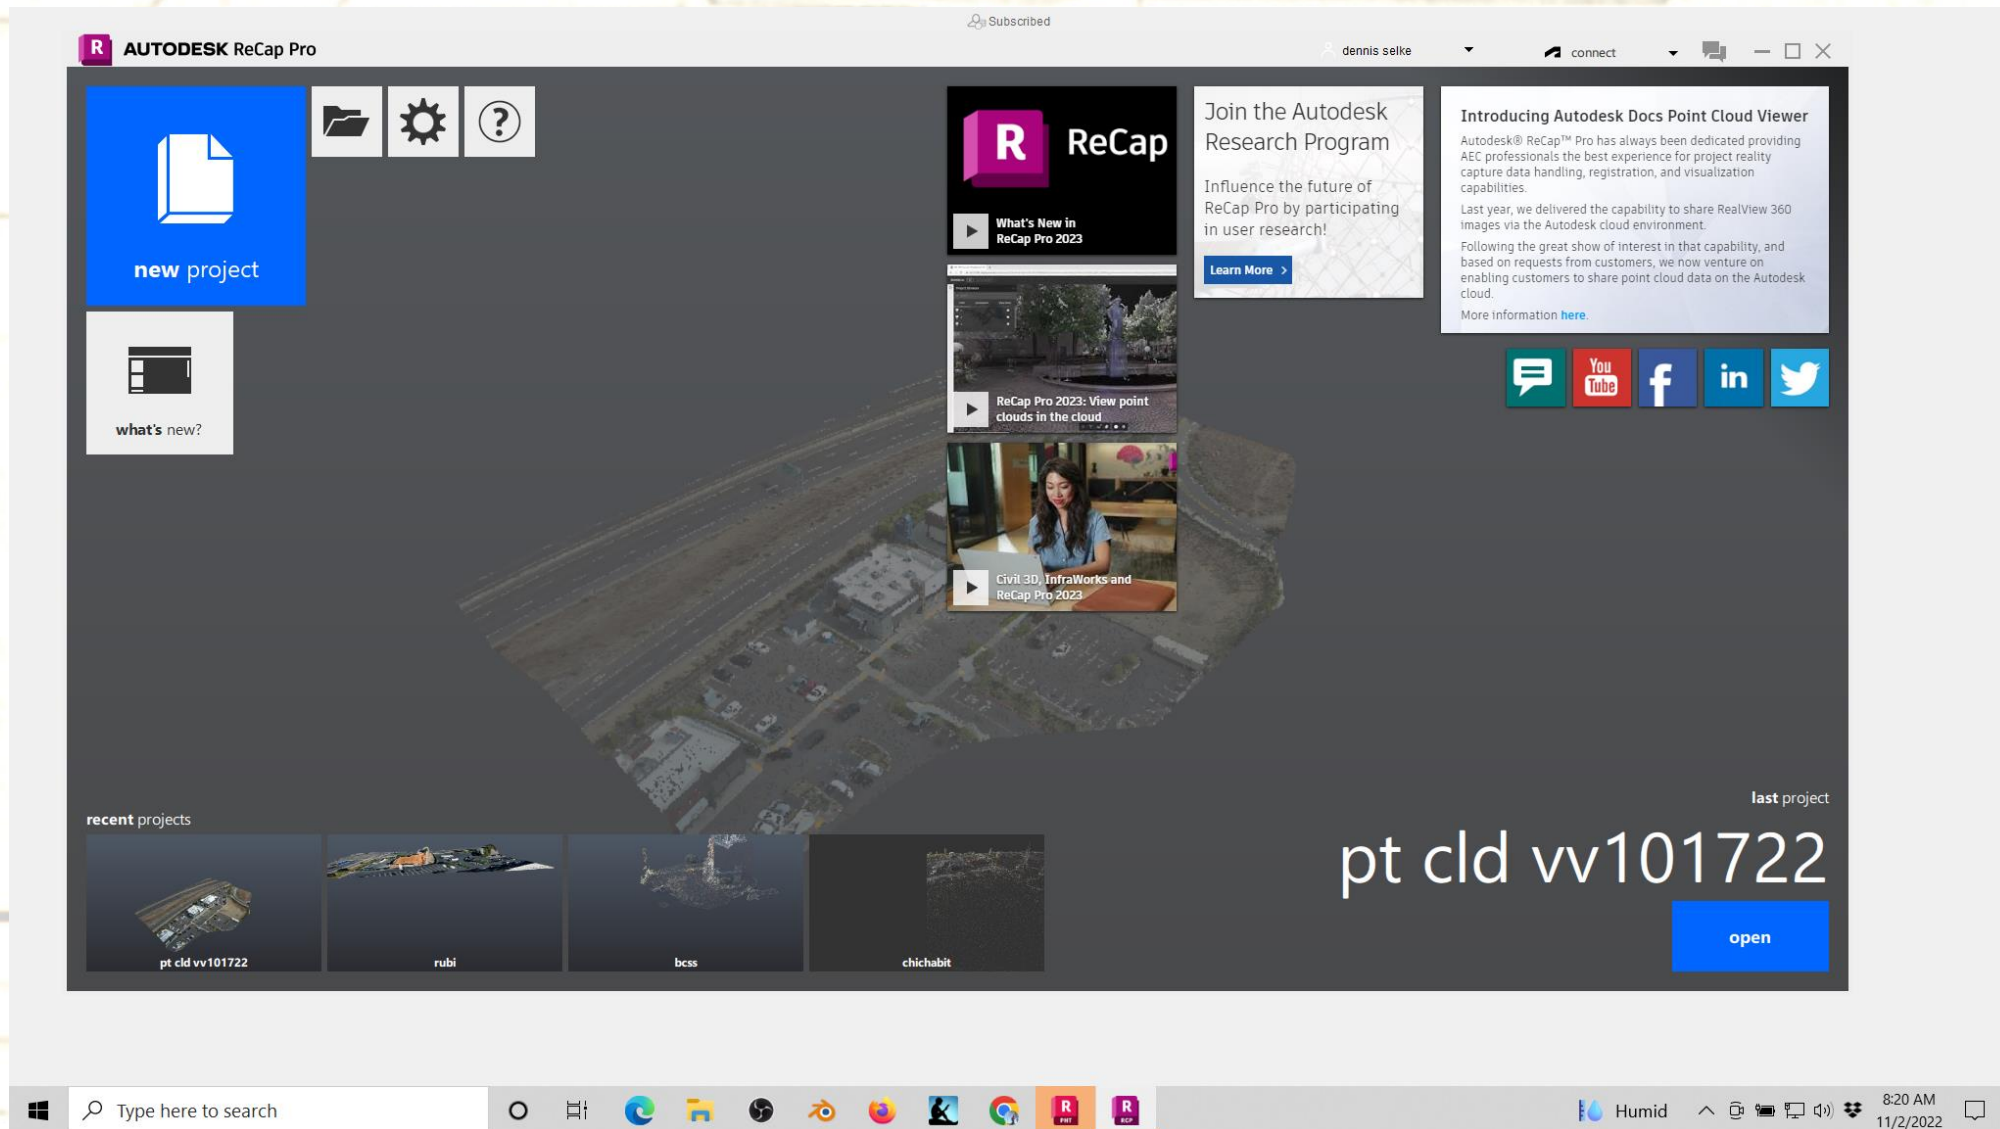 Subscribed
R AUTODESK ReCap Pro
dennis selke
connect
new project
what's new?
R ReCap
What's New in
ReCap Pro 2023
ReCap Pro 2023: View point
clouds in the cloud
Civil 3D, InfraWorks and
ReCap Pro 2023
Join the Autodesk
Research Program
Influence the future of
ReCap Pro by participating
in user research!
Learn More >
Introducing Autodesk Docs Point Cloud Viewer
Autodesk® ReCap™ Pro has always been dedicated providing
AEC professionals the best experience for project reality
capture data handling, registration, and visualization
capabilities.
Last year, we delivered the capability to share RealView 360
images via the Autodesk cloud environment.
Following the great show of interest in that capability, and
based on requests from customers, we now venture on
enabling customers to share point cloud data on the Autodesk
cloud.
More information here.
You
Tube
f
in
recent projects
pt cld vv101722
rubi
bcss
chichabit
last project
pt cld vv101722
open
Type here to search
R
PHT
R
RCP
Humid
8:20 AM
11/2/2022